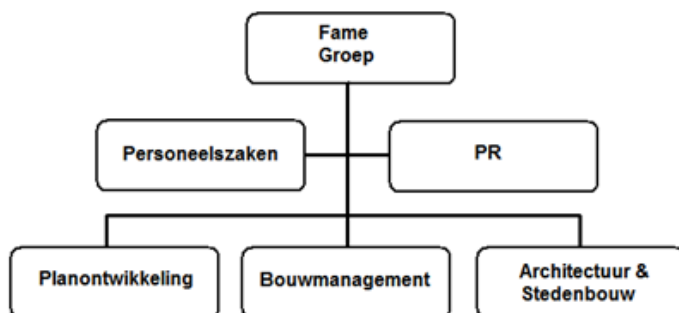 Fame
Groep
Personeelszaken
PR
Planontwikkeling
Bouwmanagement
Architectuur &
Stedenbouw